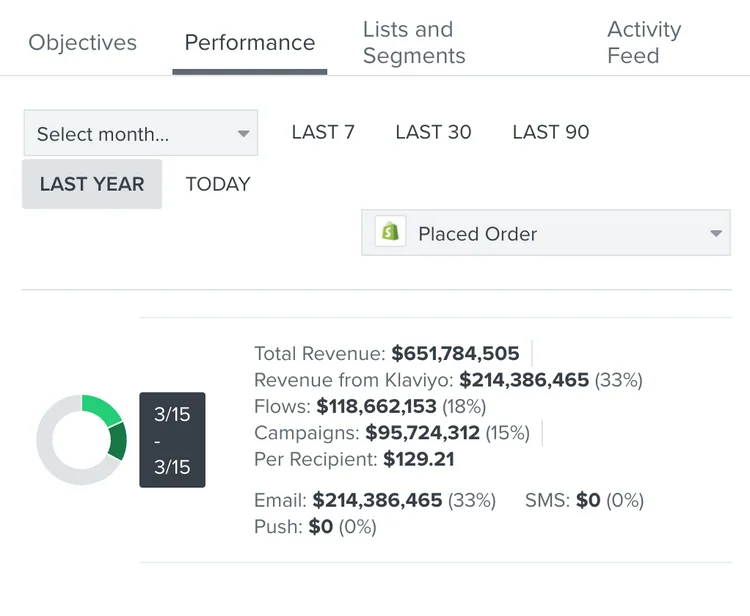 Objectives
Performance
Lists and
Segments
Activity
Feed
Select month...
LAST 7
LAST 30
LAST 90
LAST YEAR
TODAY
Placed Order
3/15
-
3/15
Total Revenue: $651,784,505
Revenue from Klaviyo: $214,386,465 (33%)
Flows: $118,662,153 (18%)
Campaigns: $95,724,312 (15%)
Per Recipient: $129.21
Email: $214,386,465 (33%) SMS: $0 (0%)
Push: $0 (0%)